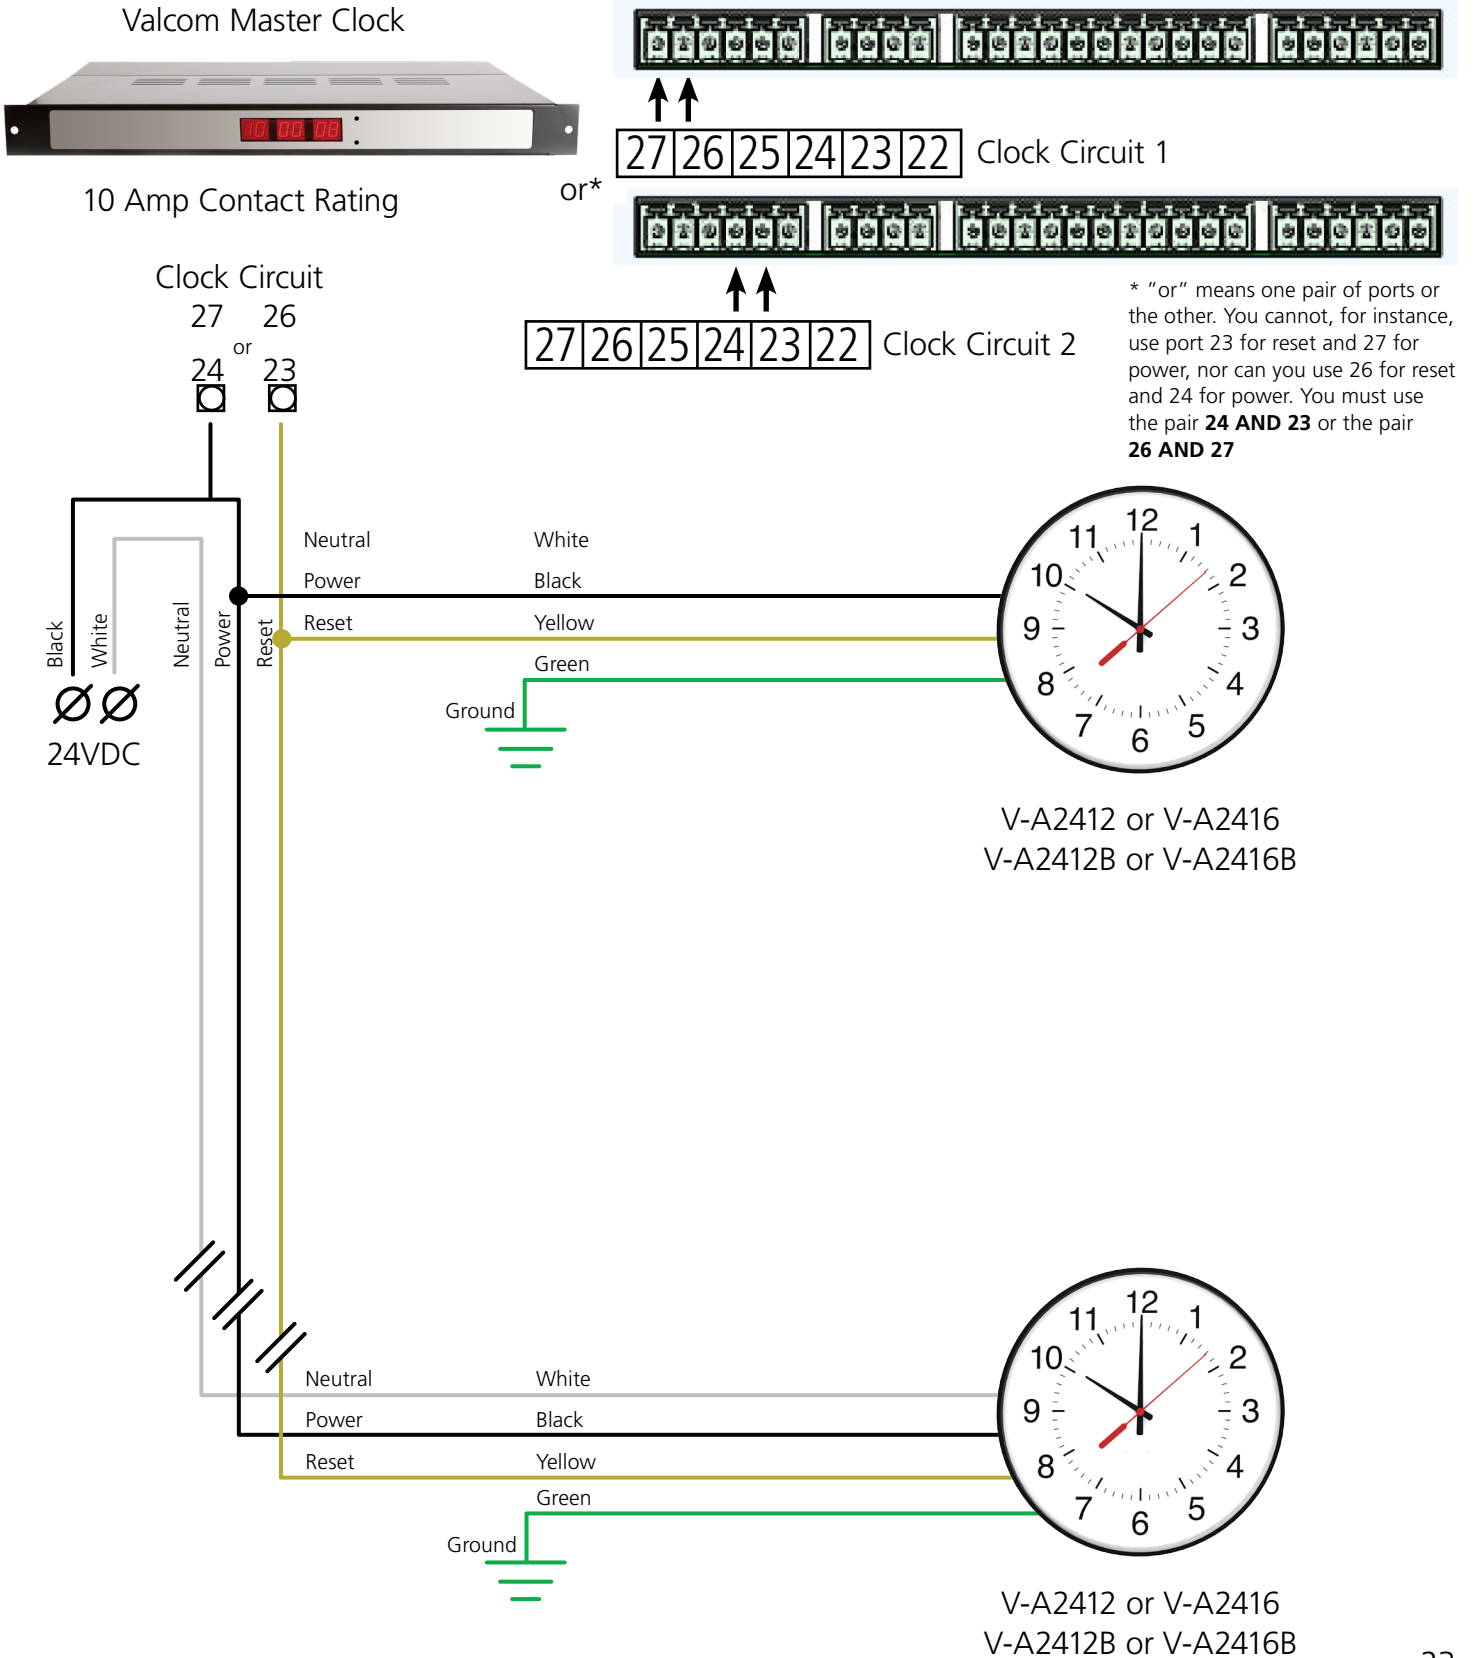 Valcom Master Clock
10 00 08
10 Amp Contact Rating
27 26 25 24 23 22 Clock Circuit 1
or*
27 26 25 24 23 22 Clock Circuit 2
* "or" means one pair of ports or
the other. You cannot, for instance,
use port 23 for reset and 27 for
power, nor can you use 26 for reset
and 24 for power. You must use
the pair 24 AND 23 or the pair
26 AND 27
Clock Circuit
27 26
or
24 23
Black
White
Neutral
Power
Reset
24VDC
Neutral White
Power Black
Reset Yellow
Green
Ground
12
1
2
3
4
5
6
7
8
9
10
11
V-A2412 or V-A2416
V-A2412B or V-A2416B
Neutral White
Power Black
Reset Yellow
Green
Ground
12
1
2
3
4
5
6
7
8
9
10
11
V-A2412 or V-A2416
V-A2412B or V-A2416B